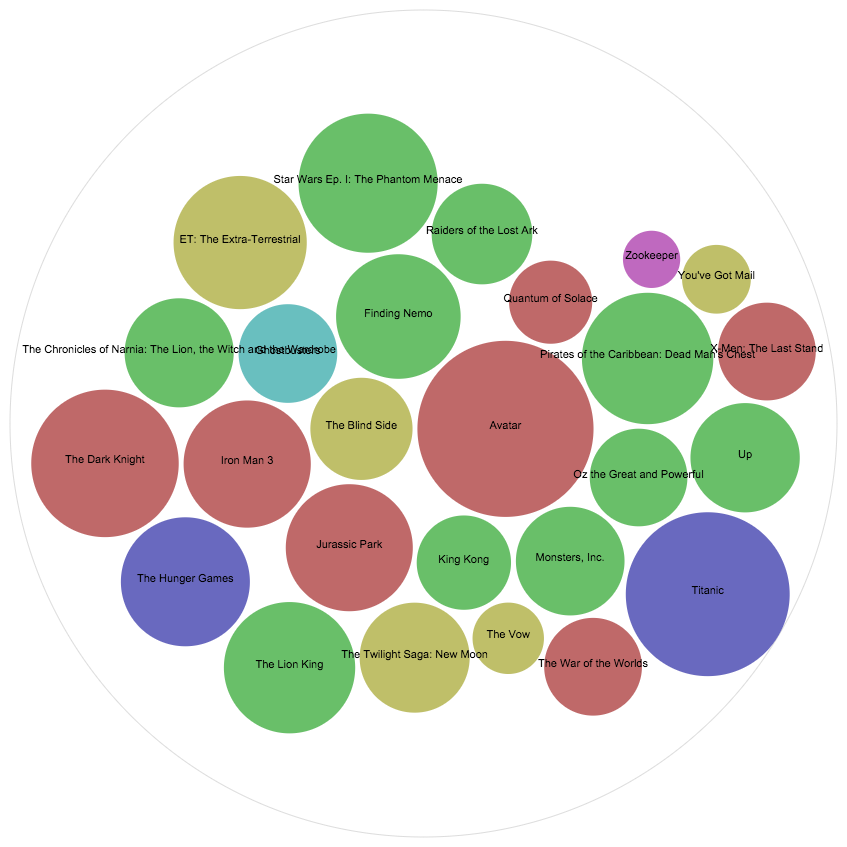 Star Wars Ep. I: The Phantom Menace
Raiders of the Lost Ark
ET: The Extra-Terrestrial
Zookeeper
You've Got Mail
Quantum of Solace
Finding Nemo
The Chronicles of Narnia: The Lion, the Witch and the Wardrobe
Ghostbusters
Pirates of the Caribbean: Dead Man's Chest
X-Men: The Last Stand
The Blind Side
Avatar
The Dark Knight
Iron Man 3
Up
Oz the Great and Powerful
Jurassic Park
King Kong
Monsters, Inc.
The Hunger Games
Titanic
The Vow
The Lion King
The Twilight Saga: New Moon
The War of the Worlds